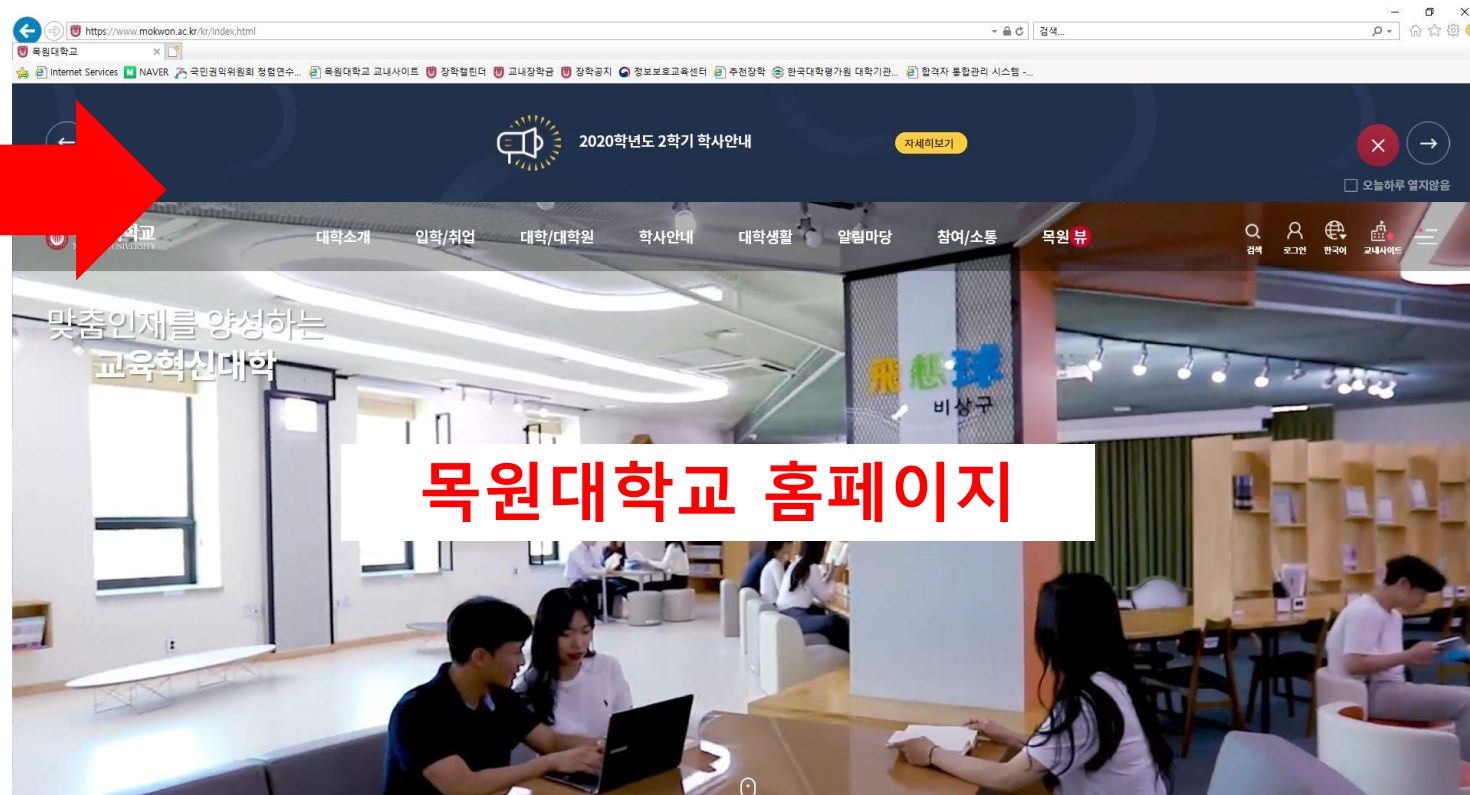 https://www.mokwon.ac.kr/kr/index.html
검색...
목원대학교
Internet Services NAVER 국민권익위원회 청렴연수... 목원대학교 교내사이트 장학캘린더 교내장학금 장학공지 정보보호교육센터 추천장학 한국대학평가원 대학기관... 합격자 통합관리 시스템 -...
2020학년도 2학기 학사안내
자세히보기
오늘하루 열지않음
대학소개 입학/취업 대학/대학원 학사안내 대학생활 알림마당 참여/소통 목원 뷰
검색 로그인 한국어 교내사이트
맞춤인재를 양성하는
교육혁신대학
飛想球
비상구
목원대학교 홈페이지